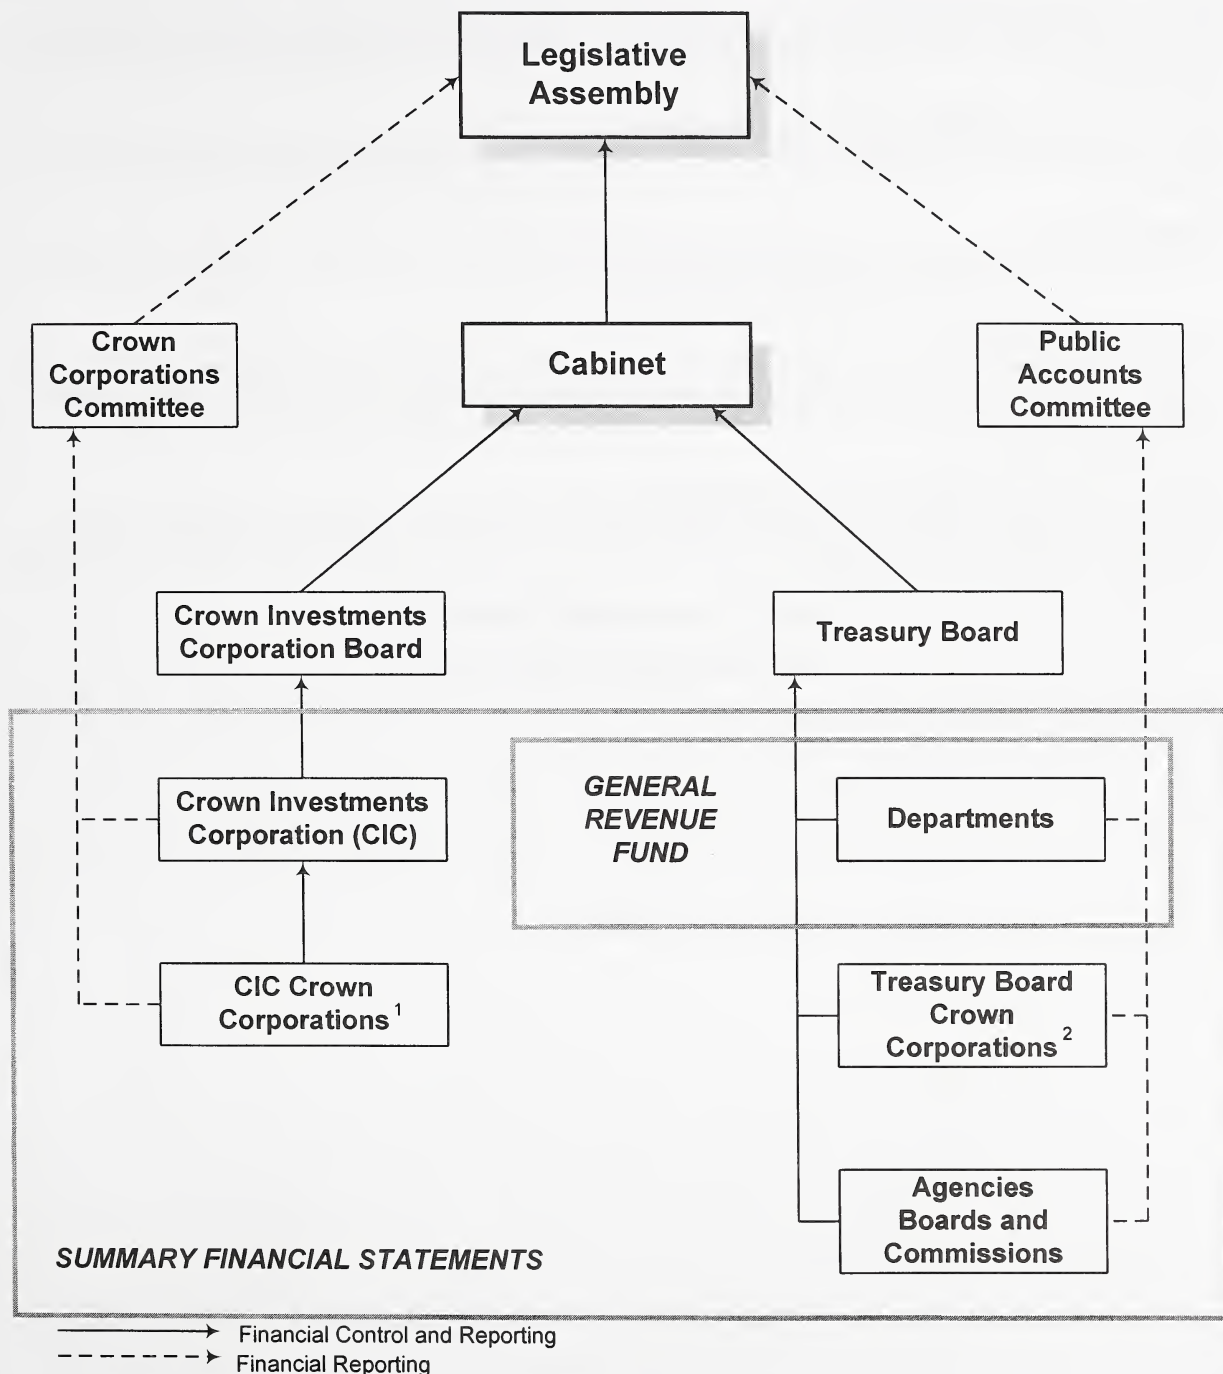 Legislative
Assembly
Crown
Corporations
Committee
Cabinet
Public
Accounts
Committee
Crown Investments
Corporation Board
Treasury Board
Crown Investments
Corporation (CIC)
GENERAL
REVENUE
FUND
Departments
CIC Crown
Corporations 1
Treasury Board
Crown
Corporations 2
Agencies
Boards and
Commissions
SUMMARY FINANCIAL STATEMENTS
Financial Control and Reporting
Financial Reporting